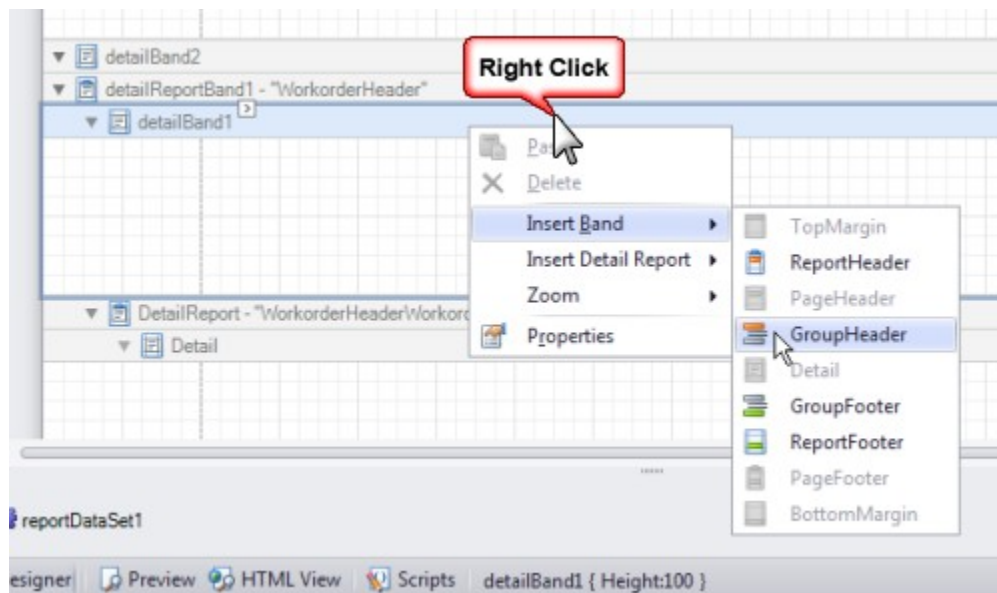 detailBand2
detailReportBand1 - "WorkorderHeader"
Right Click
detailBand1
Delete
Insert Band
Insert Detail Report
Zoom
Properties
TopMargin
ReportHeader
PageHeader
GroupHeader
Detail
GroupFooter
ReportFooter
PageFooter
BottomMargin
DetailReport - "WorkorderHeaderWorkorc
Detail
reportDataSet1
esigner Preview HTML View Scripts detailBand1 { Height:100 }